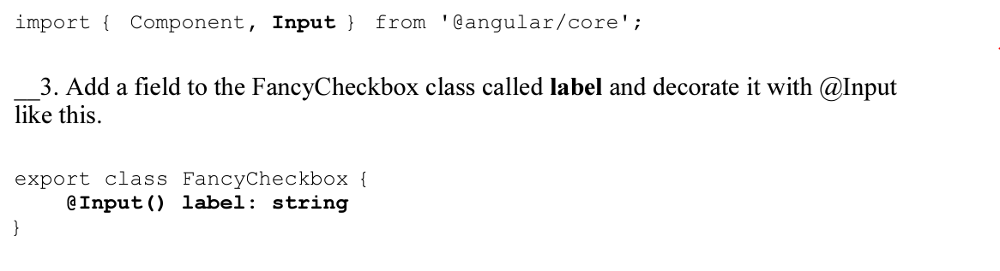 import { Component, Input } from '@angular/core';
__3. Add a field to the FancyCheckbox class called label and decorate it with @Input
like this.
export class FancyCheckbox {
@Input() label: string
}